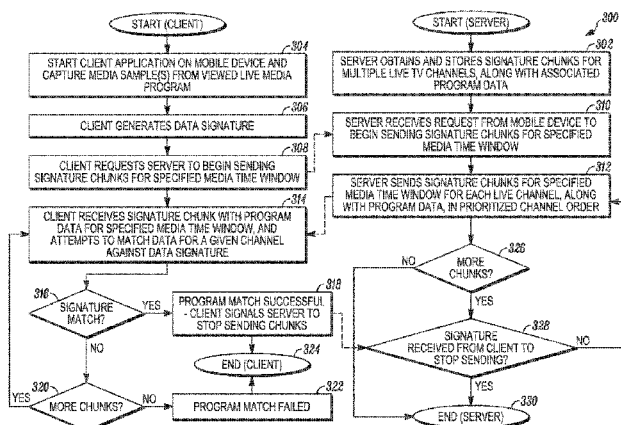 START (CLIENT)
304
START CLIENT APPLICATION ON MOBILE DEVICE AND
CAPTURE MEDIA SAMPLE(S) FROM VIEWED LIVE MEDIA
PROGRAM
306
CLIENT GENERATES DATA SIGNATURE
308
CLIENT REQUESTS SERVER TO BEGIN SENDING
SIGNATURE CHUNKS FOR SPECIFIED MEDIA TIME WINDOW
314
CLIENT RECEIVES SIGNATURE CHUNK WITH PROGRAM
DATA FOR SPECIFIED MEDIA TIME WINDOW, AND
ATTEMPTS TO MATCH DATA FOR A GIVEN CHANNEL
AGAINST DATA SIGNATURE
316
SIGNATURE
MATCH?
YES
NO
318
PROGRAM MATCH SUCCESSFUL
- CLIENT SIGNALS SERVER TO
STOP SENDING CHUNKS
324
END (CLIENT)
320
MORE CHUNKS?
YES
NO
322
PROGRAM MATCH FAILED
START (SERVER)
300
302
SERVER OBTAINS AND STORES SIGNATURE CHUNKS FOR
MULTIPLE LIVE TV CHANNELS, ALONG WITH ASSOCIATED
PROGRAM DATA
310
SERVER RECEIVES REQUEST FROM MOBILE DEVICE TO
BEGIN SENDING SIGNATURE CHUNKS FOR SPECIFIED
MEDIA TIME WINDOW
312
SERVER SENDS SIGNATURE CHUNKS FOR SPECIFIED
MEDIA TIME WINDOW FOR EACH LIVE CHANNEL, ALONG
WITH PROGRAM DATA, IN PRIORITIZED CHANNEL ORDER
326
MORE
CHUNKS?
NO
YES
328
SIGNATURE
RECEIVED FROM CLIENT TO
STOP SENDING?
NO
YES
330
END (SERVER)